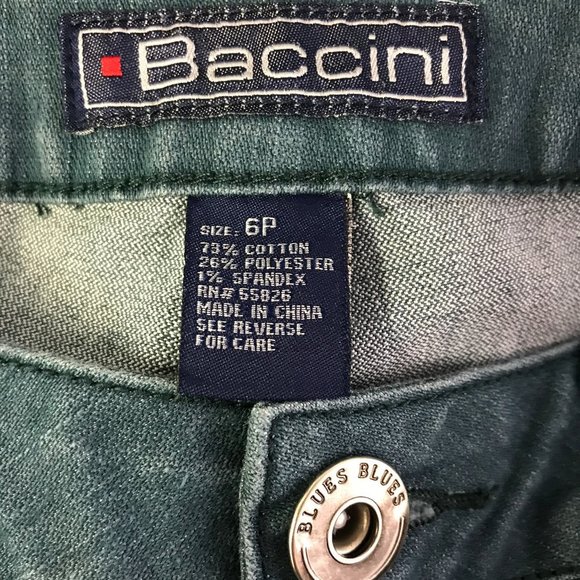 Baccini
SIZE: 6P
73% COTTON
26% POLYESTER
1% SPANDEX
RN# 55826
MADE IN CHINA
SEE REVERSE
FOR CARE
BLUES BLUES